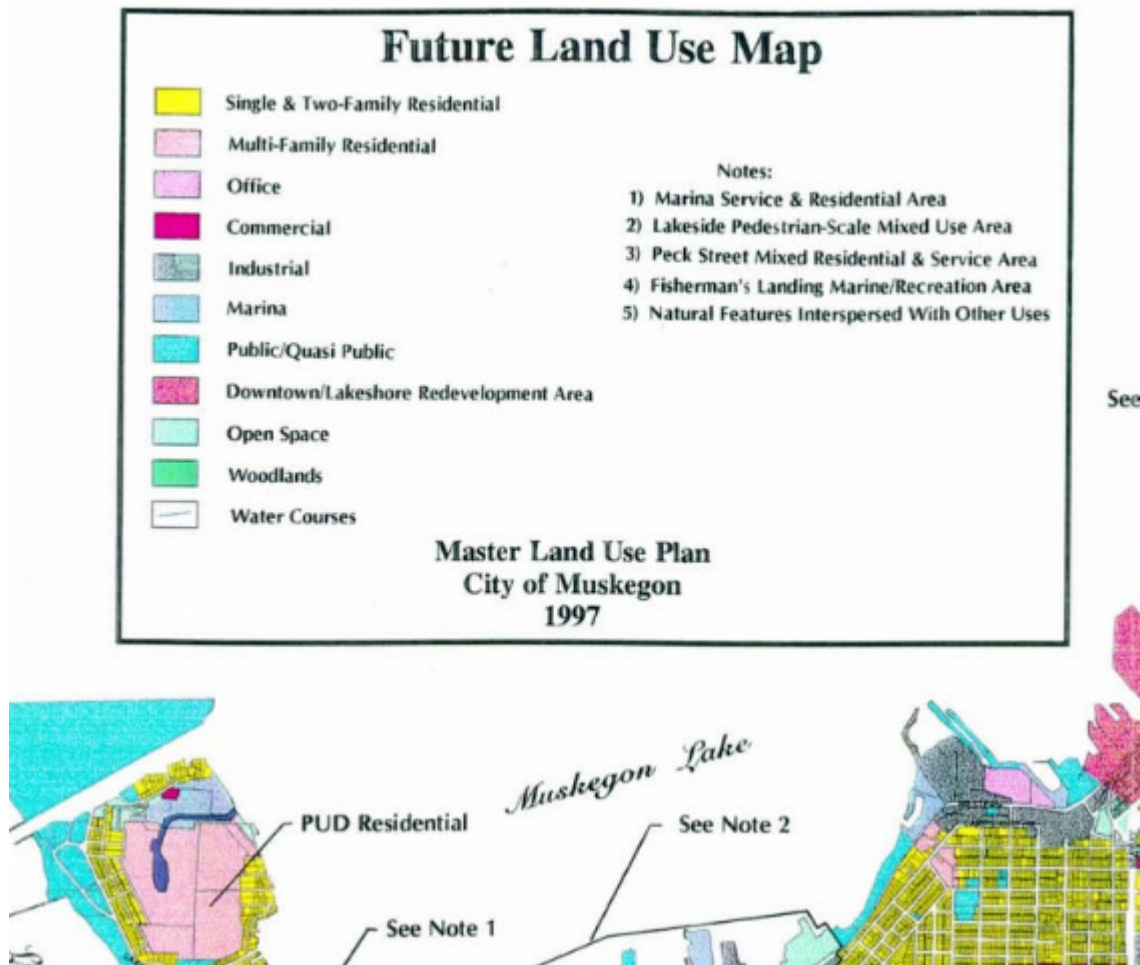 Future Land Use Map
Single & Two-Family Residential
Multi-Family Residential
Office
Commercial
Industrial
Marina
Public/Quasi Public
Downtown/Lakeshore Redevelopment Area
Open Space
Woodlands
Water Courses
Notes:
1) Marina Service & Residential Area
2) Lakeside Pedestrian-Scale Mixed Use Area
3) Peck Street Mixed Residential & Service Area
4) Fisherman's Landing Marine/Recreation Area
5) Natural Features Interspersed With Other Uses
Master Land Use Plan
City of Muskegon
1997
See
Muskegon Lake
PUD Residential
See Note 2
See Note 1